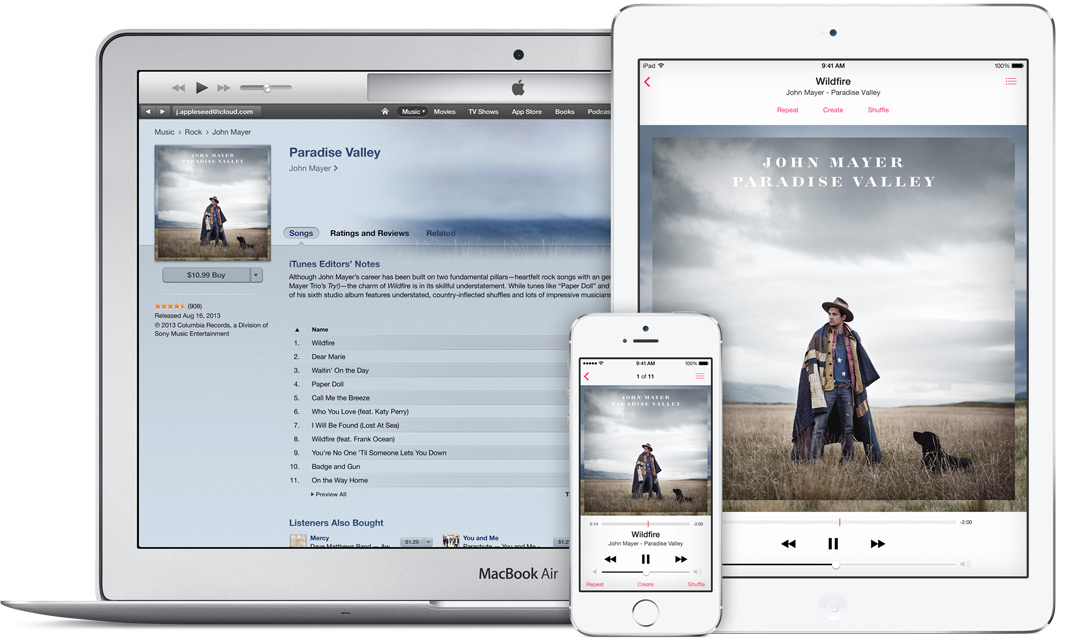 j.appleseed@icloud.com
Music
Movies
TV Shows
App Store
Books
Podcas
Music › Rock › John Mayer
JOHN MAYER
PARADISE VALLEY
Paradise Valley
John Mayer >
Songs
Ratings and Reviews
Related
$10.99 Buy
(908)
Released Aug 16, 2013
℗ 2013 Columbia Records, a Division of
Sony Music Entertainment
iTunes Editors' Notes
Although John Mayer's career has been built on two fundamental pillars—heartfelt rock songs with an ger
Mayer Trio's Try!)—the charm of Wildfire is in its skillful understatement. While tunes like "Paper Doll" and
of his sixth studio album features understated, country-inflected shuffles and lots of impressive musicians
Name
1. Wildfire
2. Dear Marie
3. Waitin' On the Day
4. Paper Doll
5. Call Me the Breeze
6. Who You Love (feat. Katy Perry)
7. I Will Be Found (Lost At Sea)
8. Wildfire (feat. Frank Ocean)
9. You're No One 'Til Someone Lets You Down
10. Badge and Gun
11. On the Way Home
Preview All
T
Listeners Also Bought
Mercy
Dave Matthews Band — Aw
$1.29
You and Me
Parachute — You and Me -
$1.29
MacBook Air
9:41 AM
100%
1 of 11
JOHN MAYER
PARADISE VALLEY
2:14
-2:00
Wildfire
John Mayer - Paradise Valley
Repeat
Create
Shuffle
iPad
9:41 AM
100%
Wildfire
John Mayer - Paradise Valley
Repeat
Create
Shuffle
JOHN MAYER
PARADISE VALLEY
-2:00